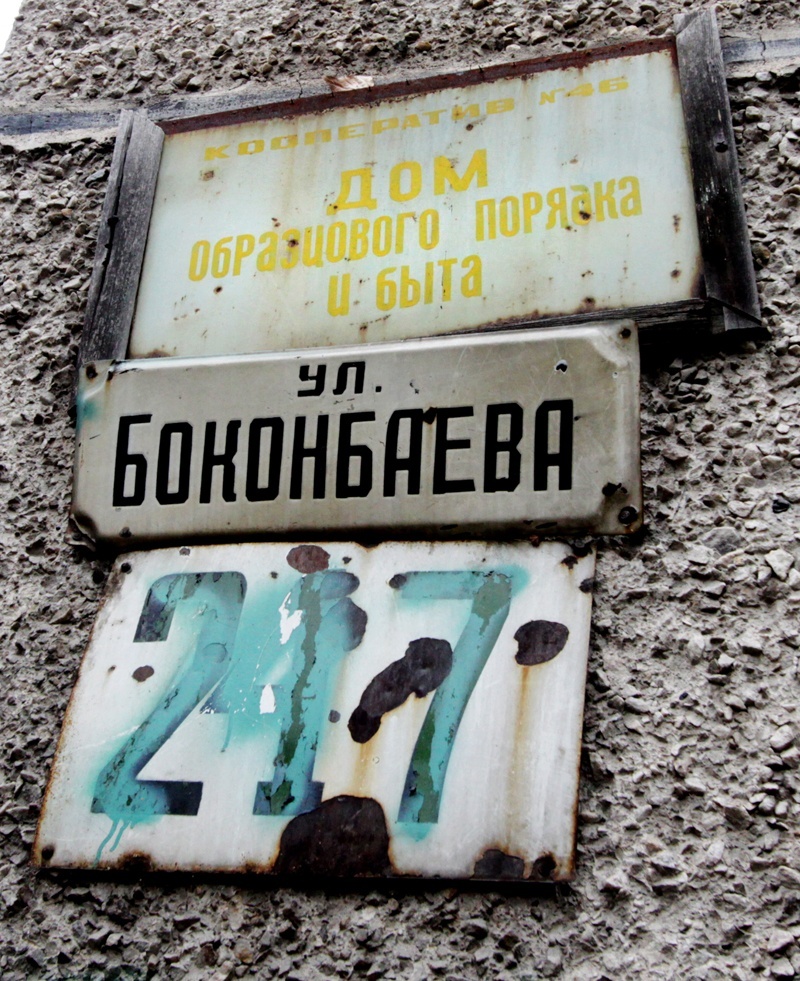 КООПЕРАТИВ №46
ДОМ
ОБРАЗЦОВОГО ПОРЯДКА
И БЫТА
УЛ.
БОКОНБАЕВА
217